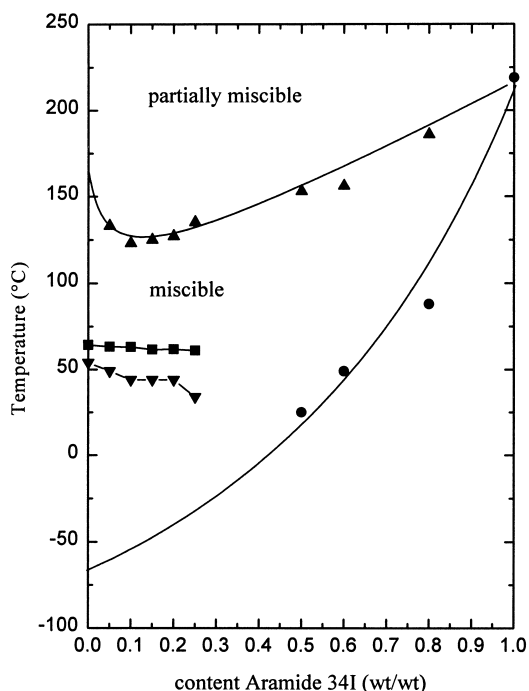 250
200
150
100
50
0
-50
-100
Temperature (°C)
partially miscible
miscible
0.0 0.1 0.2 0.3 0.4 0.5 0.6 0.7 0.8 0.9 1.0
content Aramide 34I (wt/wt)